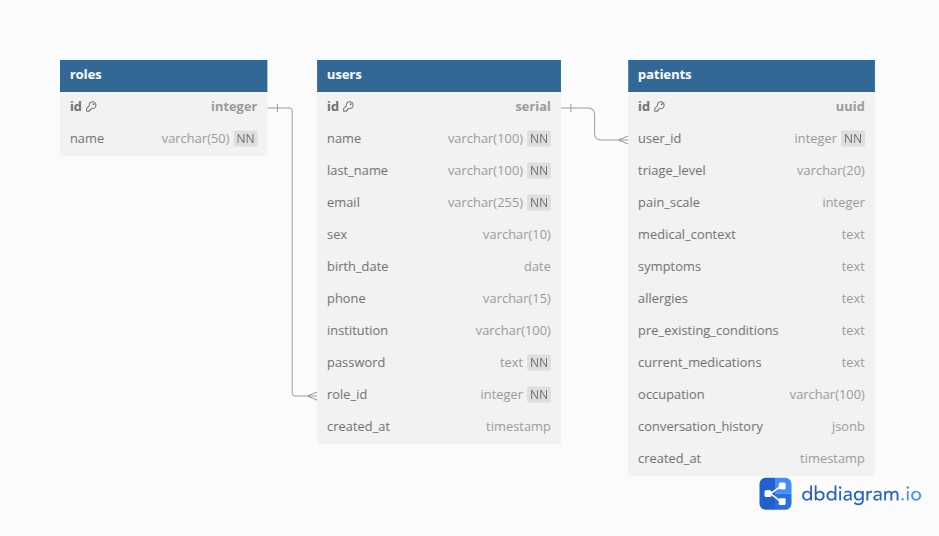 roles
id integer
name varchar(50) NN
users
id serial
name varchar(100) NN
last_name varchar(100) NN
email varchar(255) NN
sex varchar(10)
birth_date date
phone varchar(15)
institution varchar(100)
password text NN
role_id integer NN
created_at timestamp
patients
id uuid
user_id integer NN
triage_level varchar(20)
pain_scale integer
medical_context text
symptoms text
allergies text
pre_existing_conditions text
current_medications text
occupation varchar(100)
conversation_history jsonb
created_at timestamp
dbdiagram.io